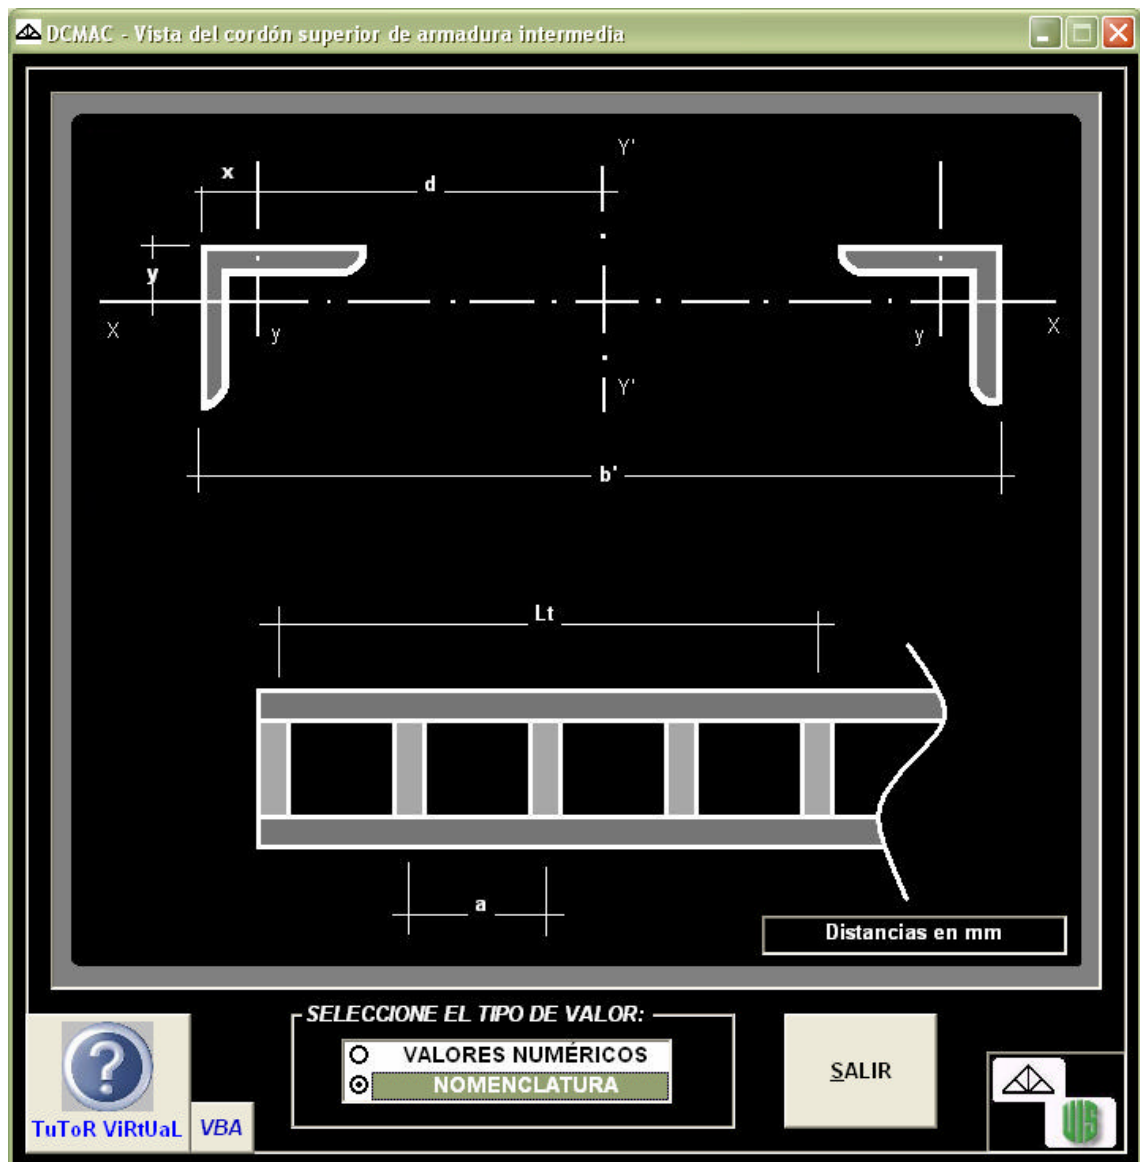 DCMAC - Vista del cordón superior de armadura intermedia
Y'
x
d
y
X
y
y
X
Y'
b'
Lt
a
Distancias en mm
SELECCIONE EL TIPO DE VALOR:
VALORES NUMÉRICOS
NOMENCLATURA
SALIR
TuToR ViRtUaL
VBA
UIS